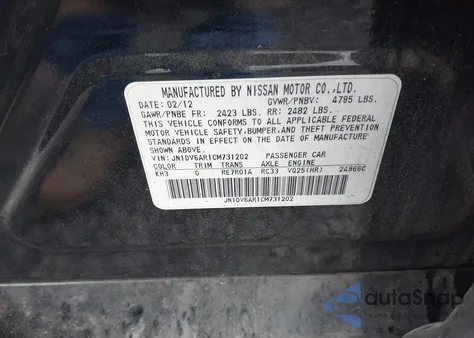 MANUFACTURED BY NISSAN MOTOR CO.,LTD.
DATE: 02/12 GVWR/PNBV: 4795 LBS.
GAWR/PNBE FR: 2423 LBS. RR: 2482 LBS.
THIS VEHICLE CONFORMS TO ALL APPLICABLE FEDERAL
MOTOR VEHICLE SAFETY, BUMPER, AND THEFT PREVENTION
STANDARDS IN EFFECT ON THE DATE OF MANUFACTURE
SHOWN ABOVE.
VIN: JN1DV6AR1CM731202 PASSENGER CAR
COLOR TRIM TRANS AXLE ENGINE
KH3 G RE7R01A RC33 VQ25(HR) 24966C
JN1DV6AR1CM731202
autoSnap